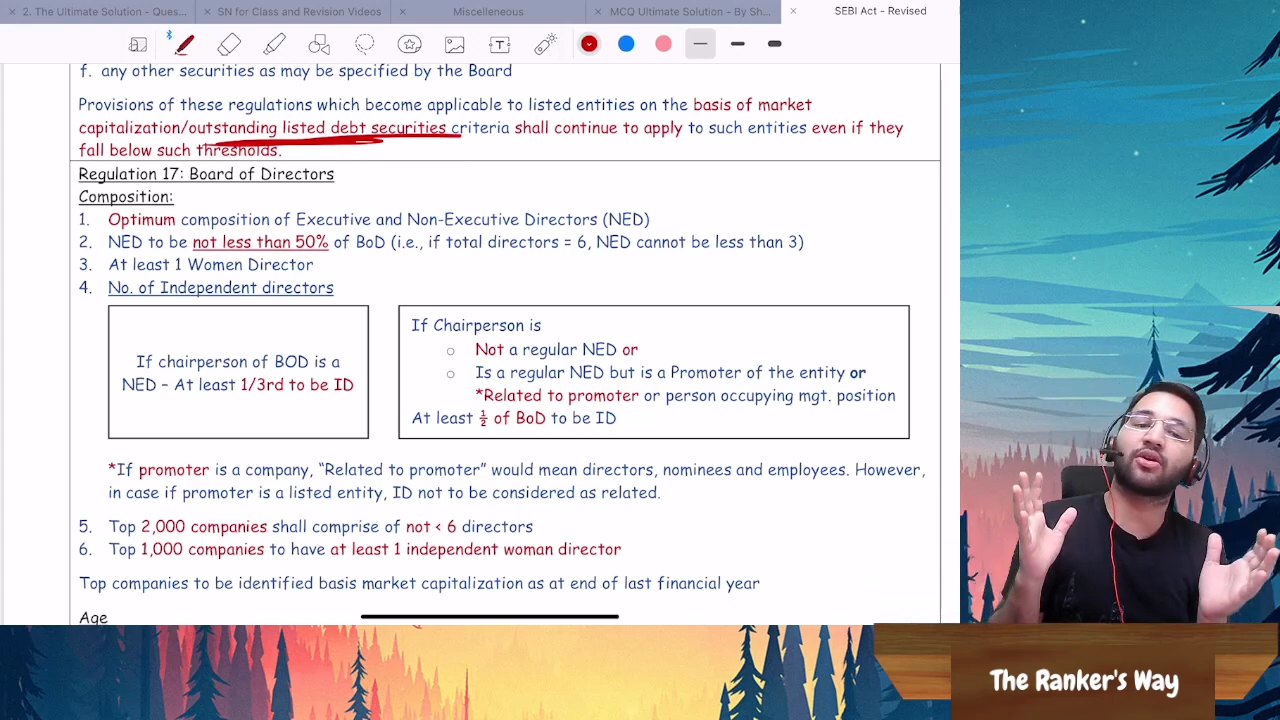 2. The Ultimate Solution - Ques...
SN for Class and Revision Videos
Miscellaneous
MCQ Ultimate Solution - By Sh...
SEBI Act - Revised
f. any other securities as may be specified by the Board
Provisions of these regulations which become applicable to listed entities on the basis of market
capitalization/outstanding listed debt securities criteria shall continue to apply to such entities even if they
fall below such thresholds.
Regulation 17: Board of Directors
Composition:
1. Optimum composition of Executive and Non-Executive Directors (NED)
2. NED to be not less than 50% of BoD (i.e., if total directors = 6, NED cannot be less than 3)
3. At least 1 Women Director
4. No. of Independent directors
If chairperson of BOD is a
NED – At least 1/3rd to be ID
If Chairperson is
○ Not a regular NED or
○ Is a regular NED but is a Promoter of the entity or
*Related to promoter or person occupying mgt. position
At least ½ of BoD to be ID
*If promoter is a company, “Related to promoter” would mean directors, nominees and employees. However,
in case if promoter is a listed entity, ID not to be considered as related.
5. Top 2,000 companies shall comprise of not < 6 directors
6. Top 1,000 companies to have at least 1 independent woman director
Top companies to be identified basis market capitalization as at end of last financial year
Age
The Ranker's Way